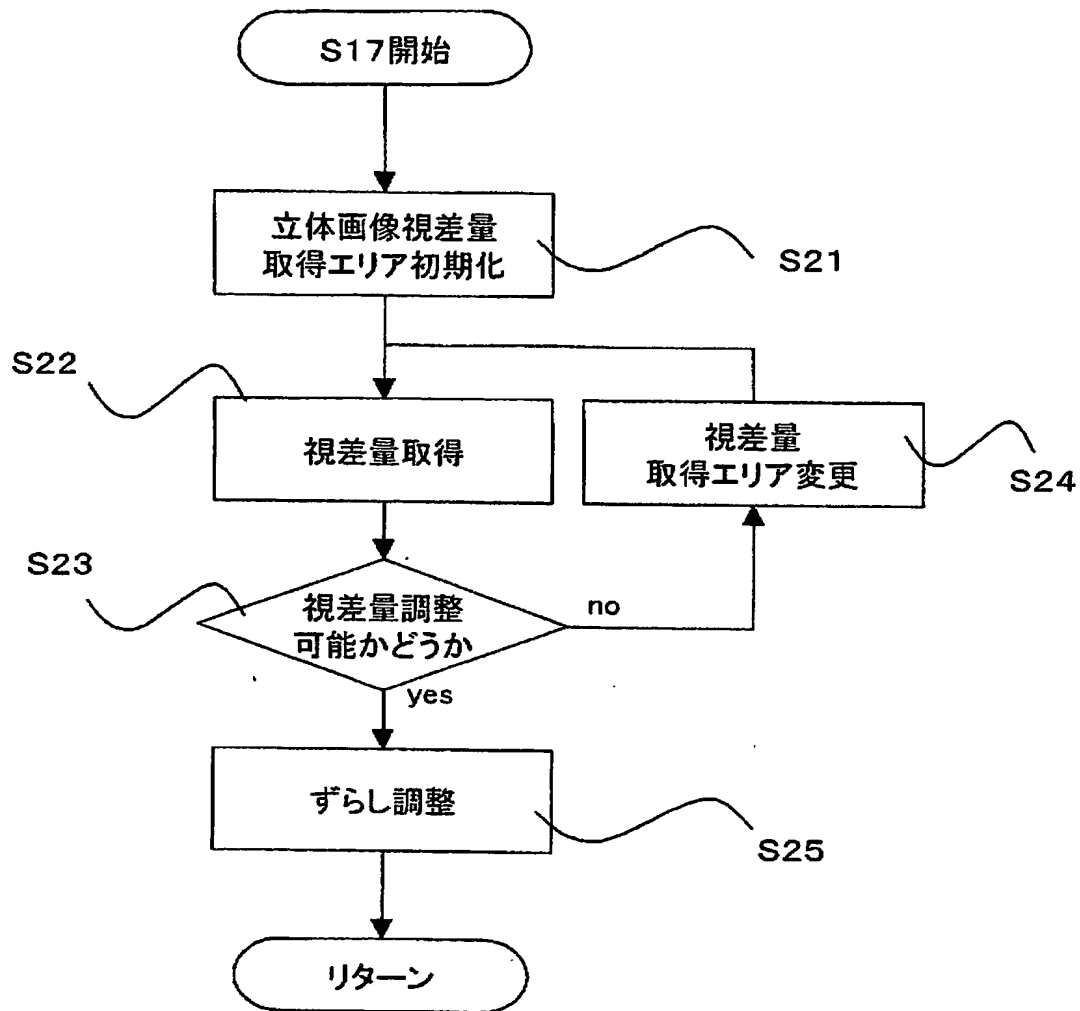 S17開始
立体画像視差量
取得エリア初期化
S21
S22
視差量取得
視差量
取得エリア変更
S24
S23
視差量調整
可能かどうか
no
yes
ずらし調整
S25
リターン